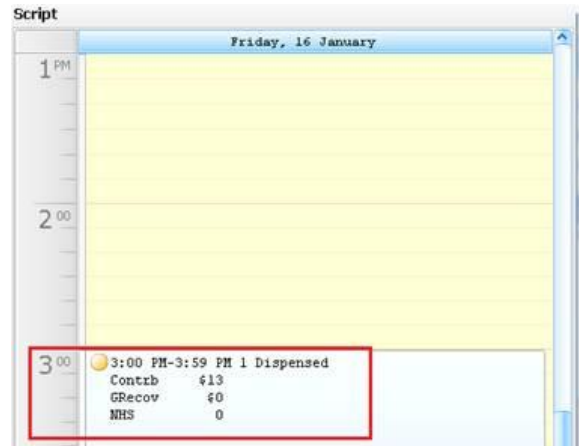 Script
Friday, 16 January
1 PM
2 00
3 00
3:00 PM-3:59 PM 1 Dispensed
Contrb $13
GRecov $0
NHS 0